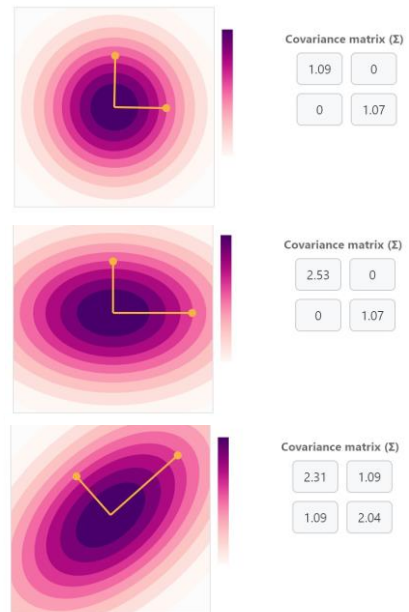 Covariance matrix (Σ)
1.09 0
0 1.07
Covariance matrix (Σ)
2.53 0
0 1.07
Covariance matrix (Σ)
2.31 1.09
1.09 2.04